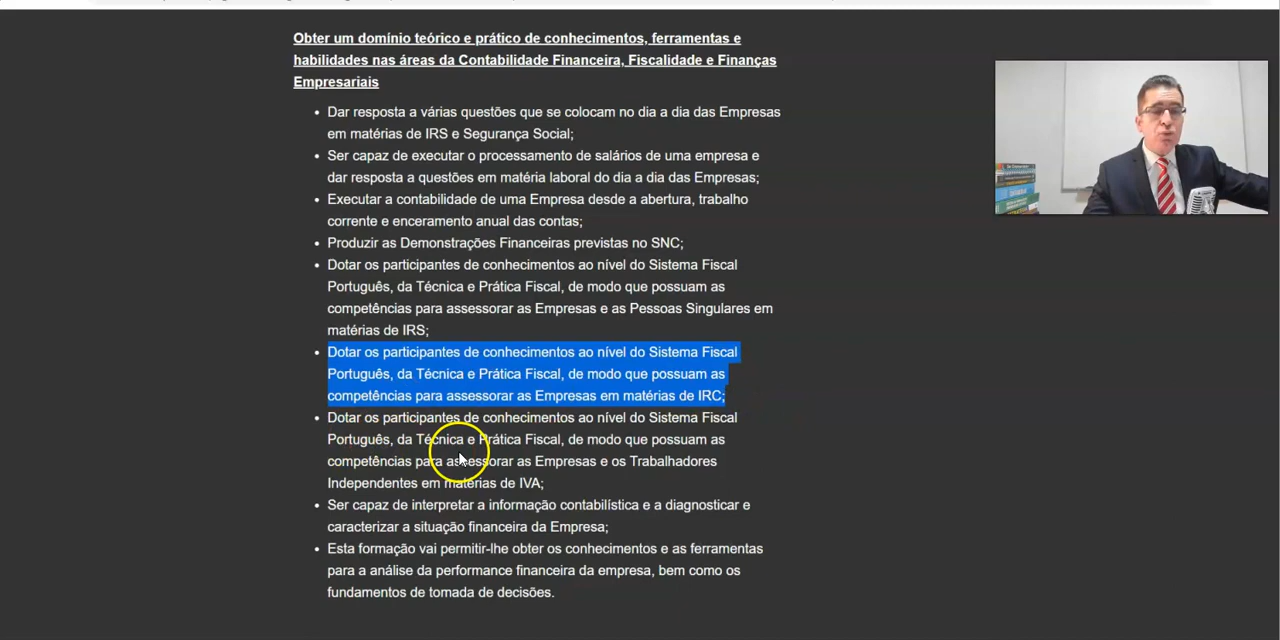 Obter um domínio teórico e prático de conhecimentos, ferramentas e
habilidades nas áreas da Contabilidade Financeira, Fiscalidade e Finanças
Empresariais
• Dar resposta a várias questões que se colocam no dia a dia das Empresas
em matérias de IRS e Segurança Social;
• Ser capaz de executar o processamento de salários de uma empresa e
dar resposta a questões em matéria laboral do dia a dia das Empresas;
• Executar a contabilidade de uma Empresa desde a abertura, trabalho
corrente e enceramento anual das contas;
• Produzir as Demonstrações Financeiras previstas no SNC;
• Dotar os participantes de conhecimentos ao nível do Sistema Fiscal
Português, da Técnica e Prática Fiscal, de modo que possuam as
competências para assessorar as Empresas e as Pessoas Singulares em
matérias de IRS;
• Dotar os participantes de conhecimentos ao nível do Sistema Fiscal
Português, da Técnica e Prática Fiscal, de modo que possuam as
competências para assessorar as Empresas em matérias de IRC;
• Dotar os participantes de conhecimentos ao nível do Sistema Fiscal
Português, da Técnica e Prática Fiscal, de modo que possuam as
competências para assessorar as Empresas e os Trabalhadores
Independentes em matérias de IVA;
• Ser capaz de interpretar a informação contabilística e a diagnosticar e
caracterizar a situação financeira da Empresa;
• Esta formação vai permitir-lhe obter os conhecimentos e as ferramentas
para a análise da performance financeira da empresa, bem como os
fundamentos de tomada de decisões.